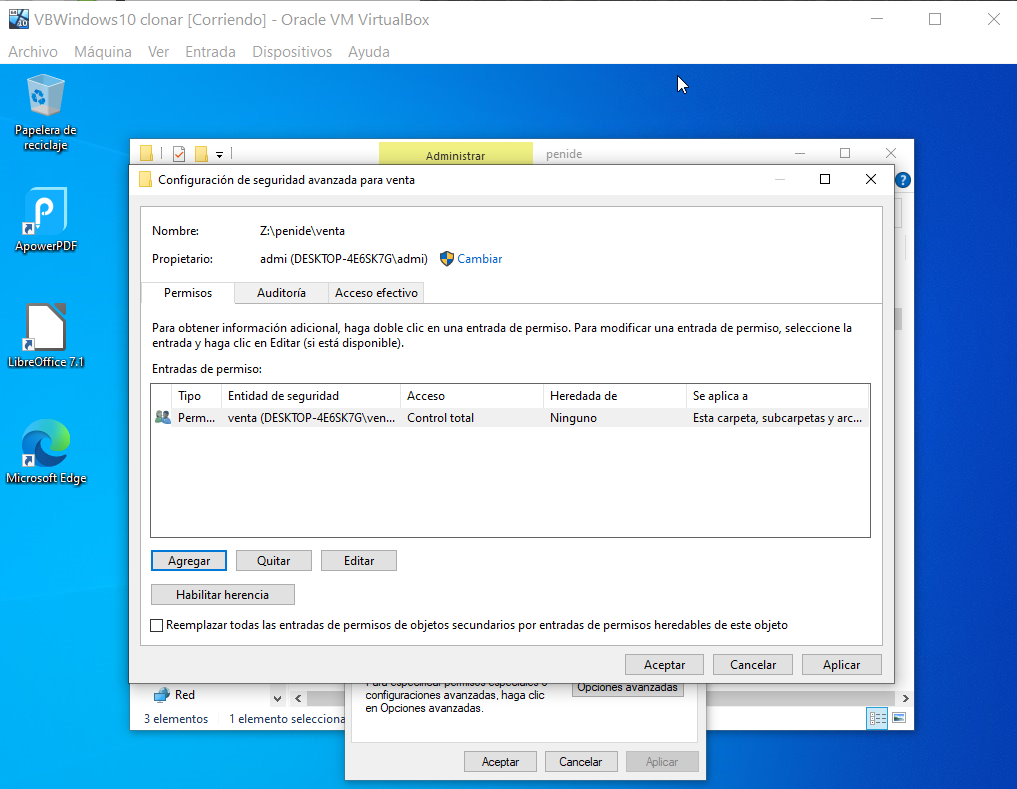 VBWindows10 clonar [Corriendo] - Oracle VM VirtualBox
Archivo Máquina Ver Entrada Dispositivos Ayuda
Papelera de
reciclaje
ApowerPDF
LibreOffice 7.1
Microsoft Edge
Administrar penide
Configuración de seguridad avanzada para venta
Nombre: Z:\penide\venta
Propietario: admi (DESKTOP-4E6SK7G\admi) Cambiar
Permisos Auditoría Acceso efectivo
Para obtener información adicional, haga doble clic en una entrada de permiso. Para modificar una entrada de permiso, seleccione la
entrada y haga clic en Editar (si está disponible).
Entradas de permiso:
Tipo Entidad de seguridad Acceso Heredada de Se aplica a
Perm... venta (DESKTOP-4E6SK7G\ven... Control total Ninguno Esta carpeta, subcarpetas y arc...
Agregar Quitar Editar
Habilitar herencia
Reemplazar todas las entradas de permisos de objetos secundarios por entradas de permisos heredables de este objeto
Aceptar Cancelar Aplicar
Red
3 elementos 1 elemento selecciona
Para especificar permisos especiales o
configuraciones avanzadas, haga clic
en Opciones avanzadas.
Opciones avanzadas
Aceptar Cancelar Aplicar